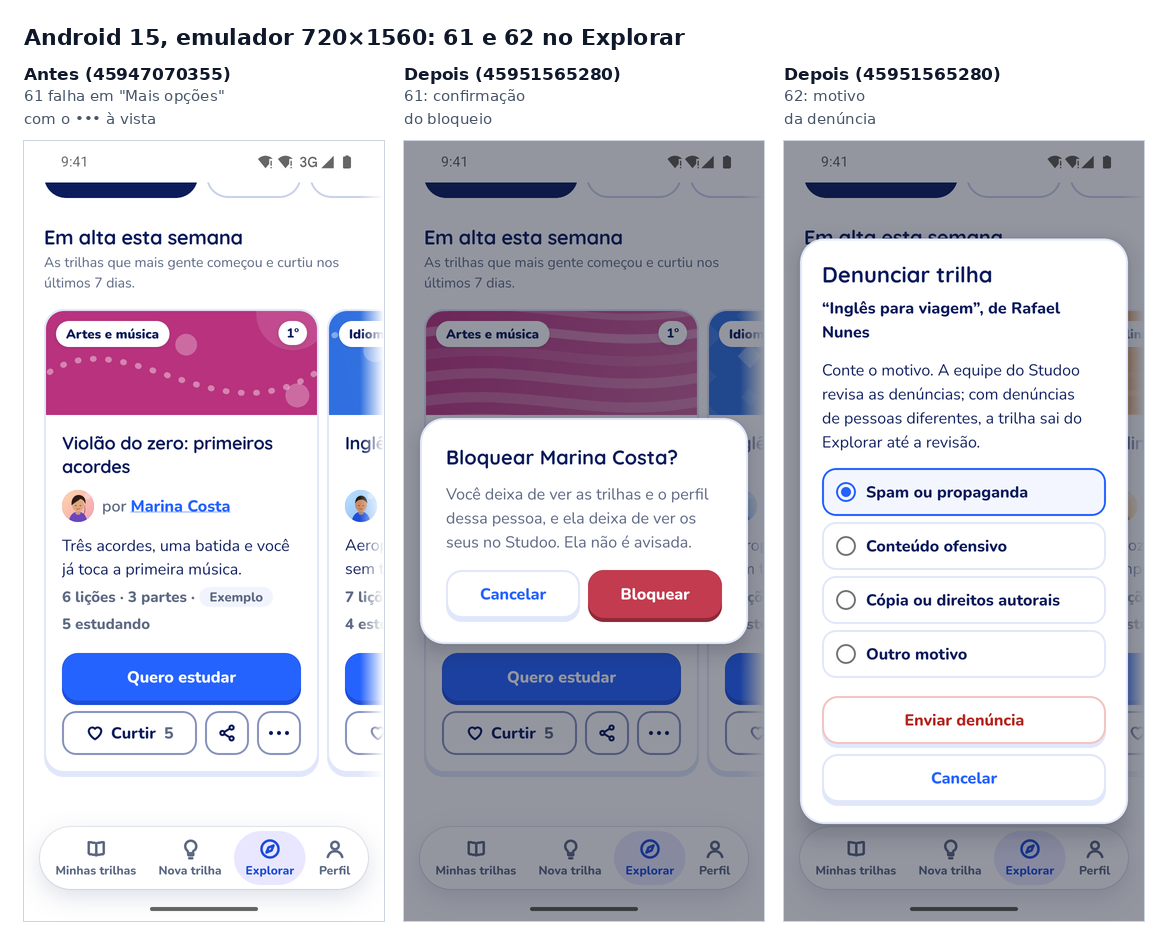 Android 15, emulador 720×1560: 61 e 62 no Explorar
Antes (45947070355)
61 falha em "Mais opções"
com o ••• à vista
9:41
3G
Em alta esta semana
As trilhas que mais gente começou e curtiu nos
últimos 7 dias.
Artes e música
1º
Violão do zero: primeiros
acordes
por Marina Costa
Três acordes, uma batida e você
já toca a primeira música.
6 lições · 3 partes · Exemplo
5 estudando
Quero estudar
Curtir 5
Minhas trilhas
Nova trilha
Explorar
Perfil
Depois (45951565280)
61: confirmação
do bloqueio
9:41
Em alta esta semana
As trilhas que mais gente começou e curtiu nos
últimos 7 dias.
Artes e música
1º
Bloquear Marina Costa?
Você deixa de ver as trilhas e o perfil
dessa pessoa, e ela deixa de ver os
seus no Studoo. Ela não é avisada.
Cancelar
Bloquear
Quero estudar
Curtir 5
Minhas trilhas
Nova trilha
Explorar
Perfil
Depois (45951565280)
62: motivo
da denúncia
9:41
Em alta esta semana
Denunciar trilha
“Inglês para viagem”, de Rafael
Nunes
Conte o motivo. A equipe do Studoo
revisa as denúncias; com denúncias
de pessoas diferentes, a trilha sai do
Explorar até a revisão.
Spam ou propaganda
Conteúdo ofensivo
Cópia ou direitos autorais
Outro motivo
Enviar denúncia
Cancelar
Minhas trilhas
Nova trilha
Explorar
Perfil